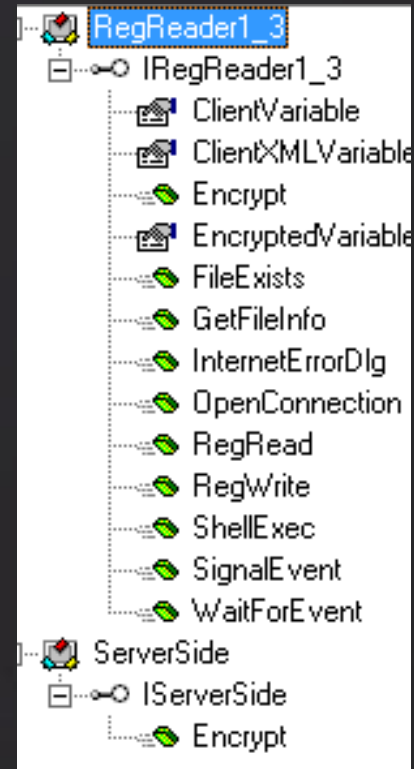 RegReader1_3
IRegReader1_3
ClientVariable
ClientXMLVariable
Encrypt
EncryptedVariable
FileExists
GetFileInfo
InternetErrorDlg
OpenConnection
RegRead
RegWrite
ShellExec
SignalEvent
WaitForEvent
ServerSide
IServerSide
Encrypt